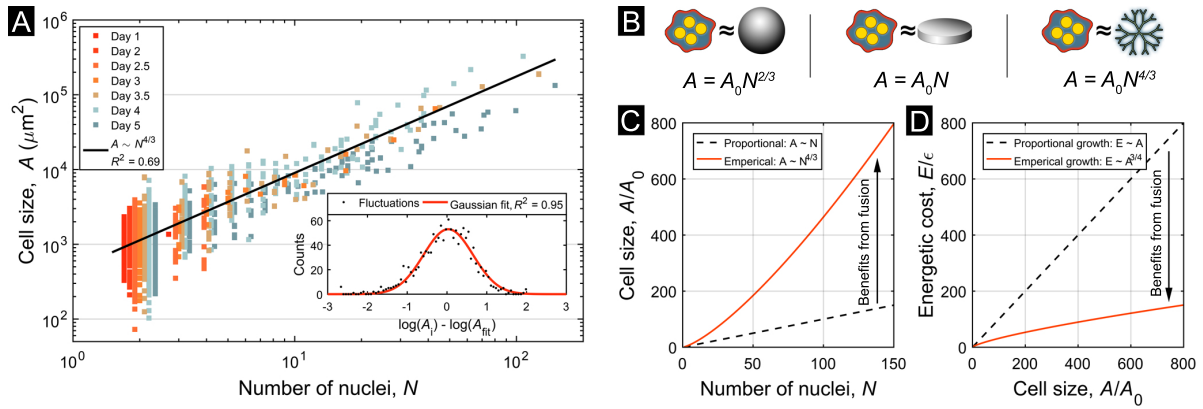 A
10^6
10^5
10^4
10^3
10^2
Cell size, A (μm^2)
Day 1
Day 2
Day 2.5
Day 3
Day 3.5
Day 4
Day 5
A ~ N^4/3
R^2 = 0.69
Fluctuations
Gaussian fit, R^2 = 0.95
Counts
60
40
20
0
-3 -2 -1 0 1 2 3
log(A_i) - log(A_fit)
10^0 10^1 10^2
Number of nuclei, N
B
≈ ≈ ≈
A = A_0N^2/3
A = A_0N
A = A_0N^4/3
C
Cell size, A/A_0
800
600
400
200
0
Proportional: A ~ N
Emperical: A ~ N^4/3
Benefits from fusion
0 50 100 150
Number of nuclei, N
D
Energetic cost, E/ϵ
800
600
400
200
0
Proportional growth: E ~ A
Emperical growth: E ~ A^3/4
Benefits from fusion
0 200 400 600 800
Cell size, A/A_0